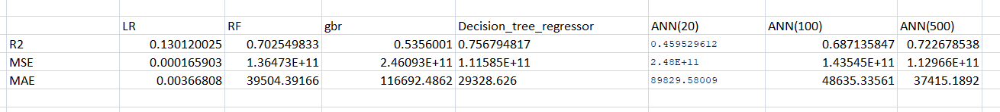 LR RF gbr Decision_tree_regressor ANN(20) ANN(100) ANN(500)
R2 0.130120025 0.702549833 0.5356001 0.756794817 0.459529612 0.687135847 0.722678538
MSE 0.000165903 1.36473E+11 2.46093E+11 1.11585E+11 2.48E+11 1.43545E+11 1.12966E+11
MAE 0.00366808 39504.39166 116692.4862 29328.626 89829.58009 48635.33561 37415.1892